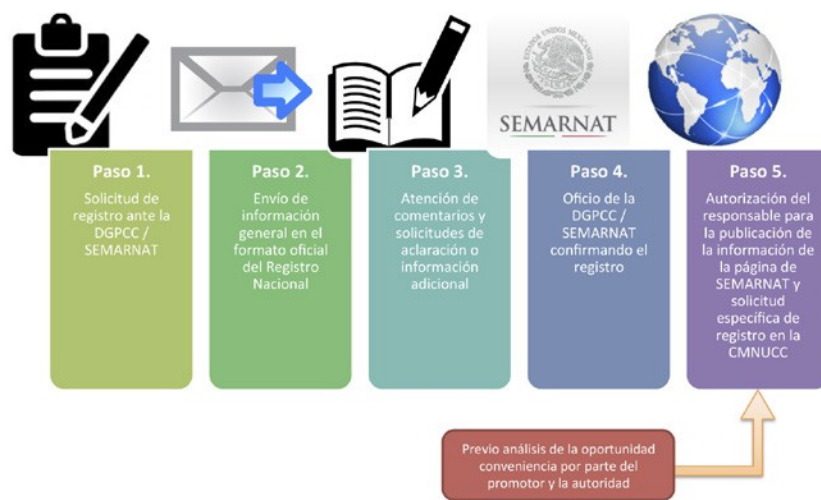 ESTADOS UNIDOS MEXICANOS
SEMARNAT
Paso 1.
Solicitud de
registro ante la
DGPCC /
SEMARNAT
Paso 2.
Envío de
información
general en el
formato oficial
del Registro
Nacional
Paso 3.
Atención de
comentarios y
solicitudes de
aclaración o
información
adicional
Paso 4.
Oficio de la
DGPCC /
SEMARNAT
confirmando el
registro
Paso 5.
Autorización del
responsable para
la publicación de
la información de
la página de
SEMARNAT y
solicitud
específica de
registro en la
CMNUCC
Previo análisis de la oportunidad
conveniencia por parte del
promotor y la autoridad